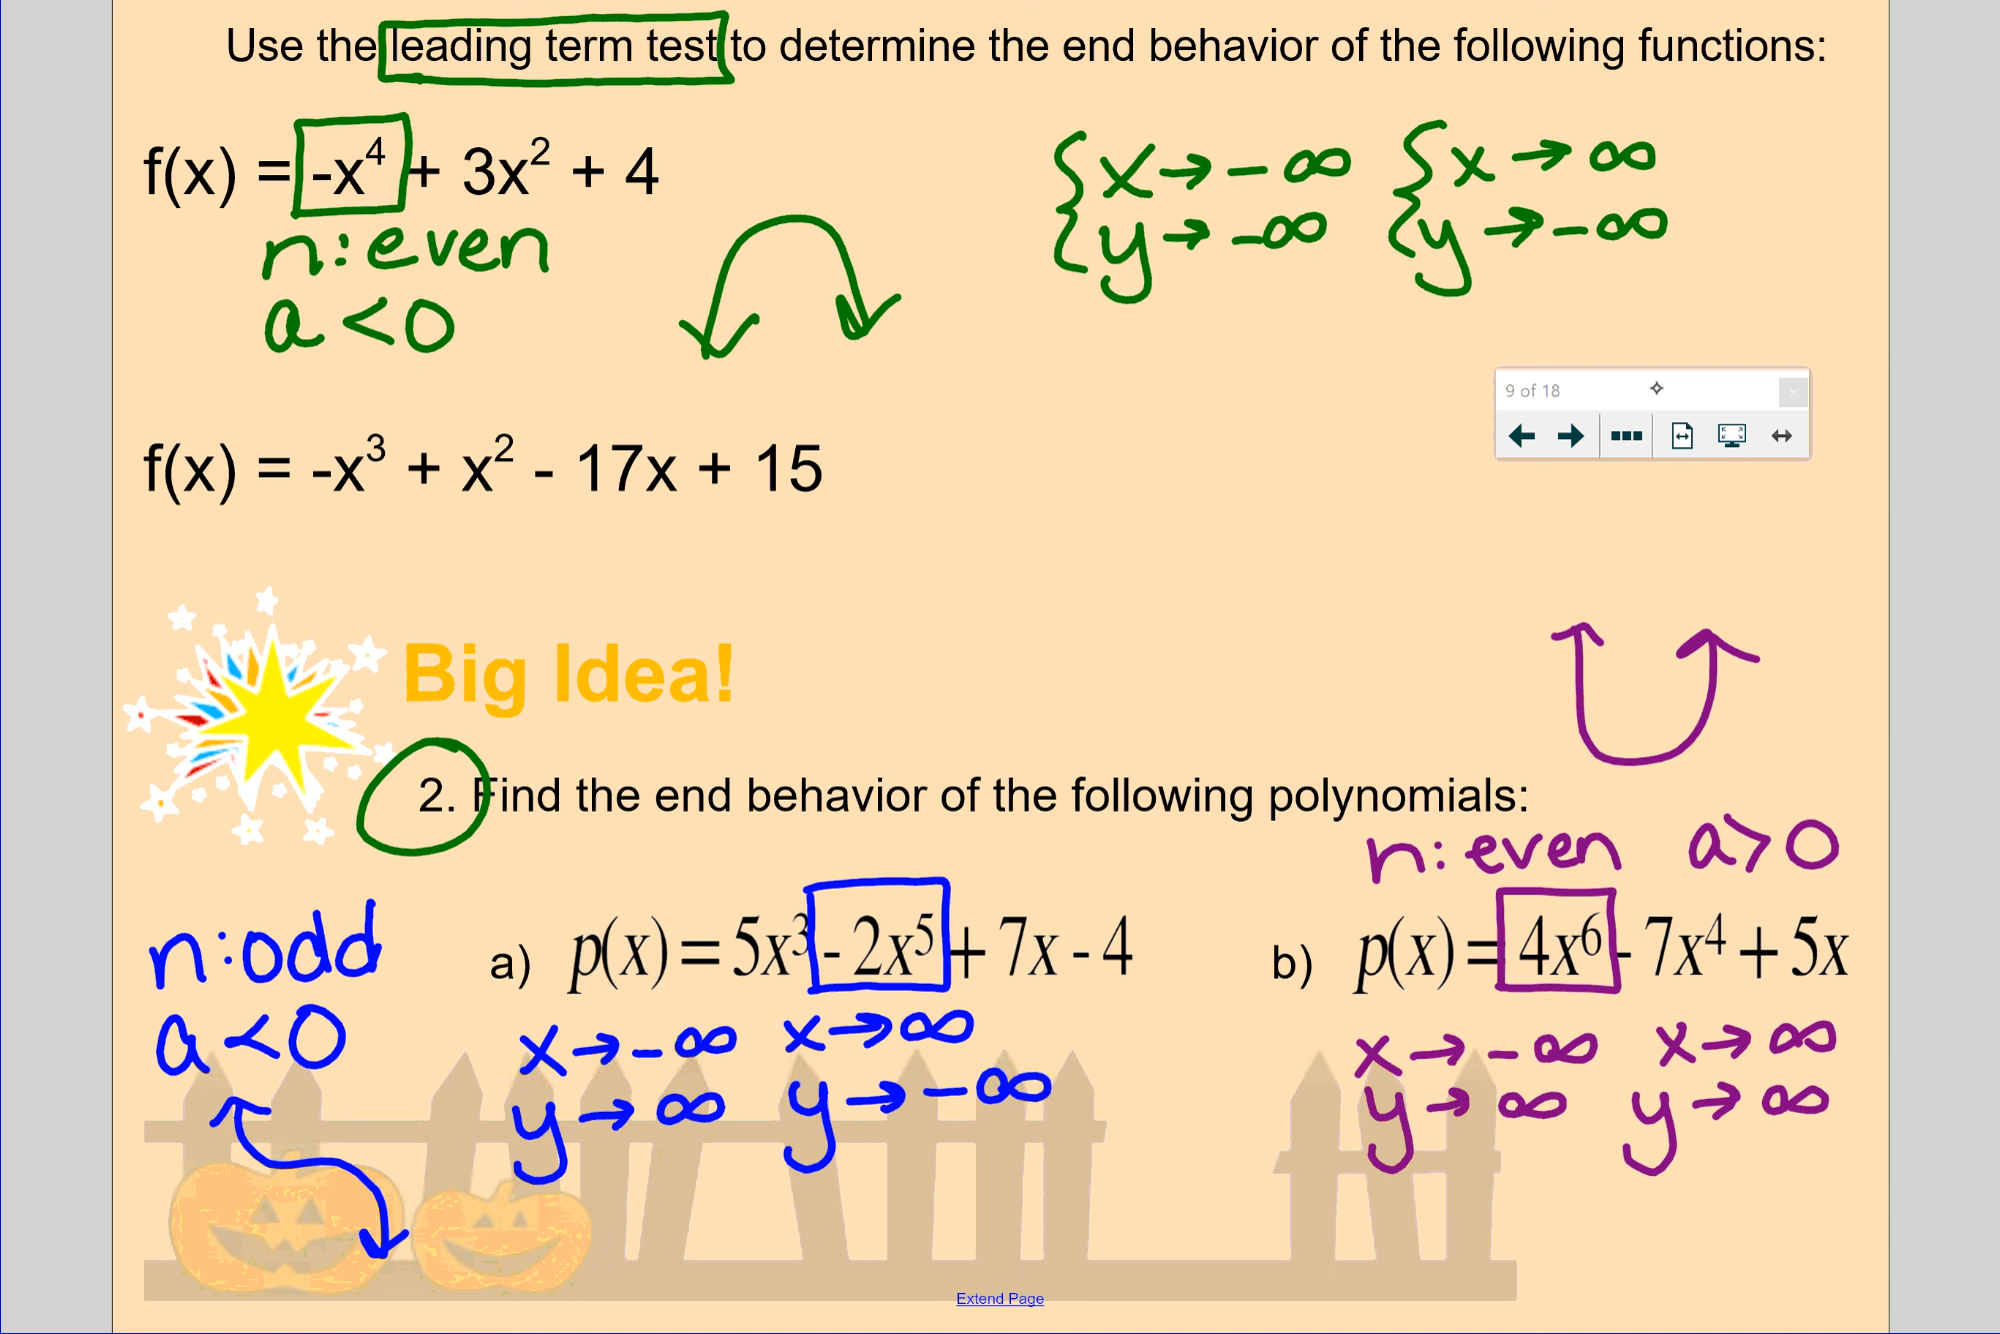 Use the leading term test to determine the end behavior of the following functions:
f(x) = -x⁴ + 3x² + 4
{x → -∞ {x → ∞
{y → -∞ {y → -∞
n: even
a < 0
9 of 18
f(x) = -x³ + x² - 17x + 15
Big Idea!
2. Find the end behavior of the following polynomials:
n: even a > 0
n: odd
a < 0
a) p(x) = 5x³ - 2x⁵ + 7x - 4
x → -∞ x → ∞
y → ∞ y → -∞
b) p(x) = 4x⁶ - 7x⁴ + 5x
x → -∞ x → ∞
y → ∞ y → ∞
Extend Page